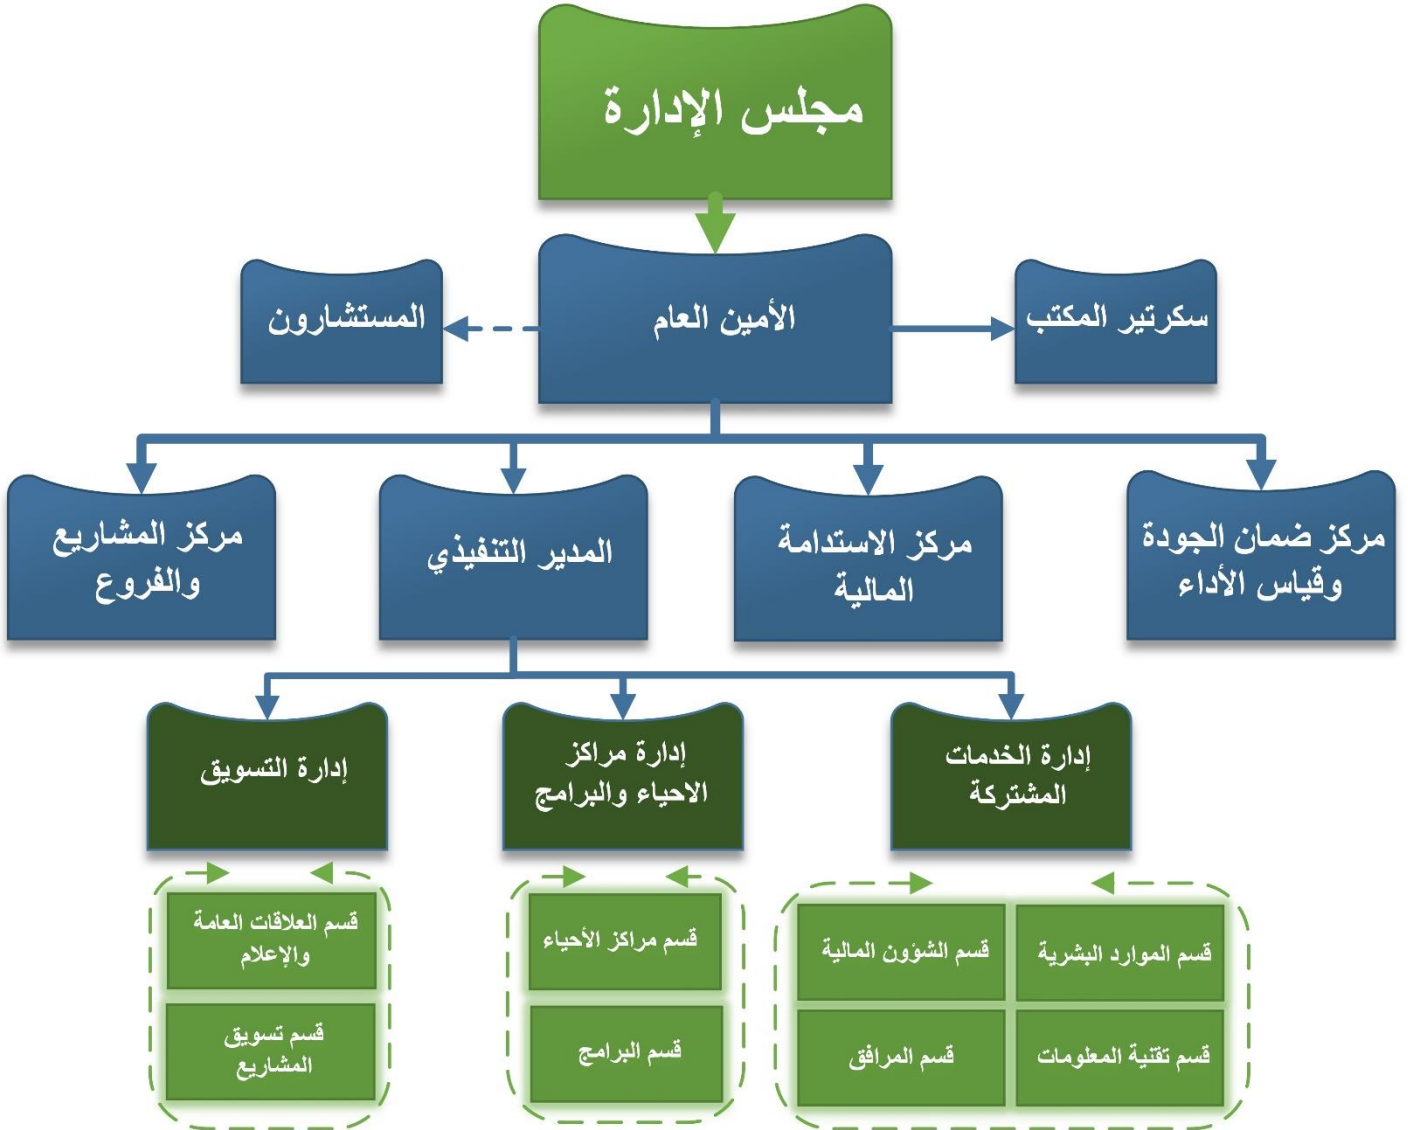 مجلس الإدارة
سكرتير المكتب
الأمين العام
المستشارون
مركز ضمان الجودة
وقياس الأداء
مركز الاستدامة
المالية
المدير التنفيذي
مركز المشاريع
والفروع
إدارة الخدمات
المشتركة
إدارة مراكز
الاحياء والبرامج
إدارة التسويق
قسم الموارد البشرية
قسم الشؤون المالية
قسم تقنية المعلومات
قسم المرافق
قسم مراكز الأحياء
قسم البرامج
قسم العلاقات العامة
والإعلام
قسم تسويق
المشاريع